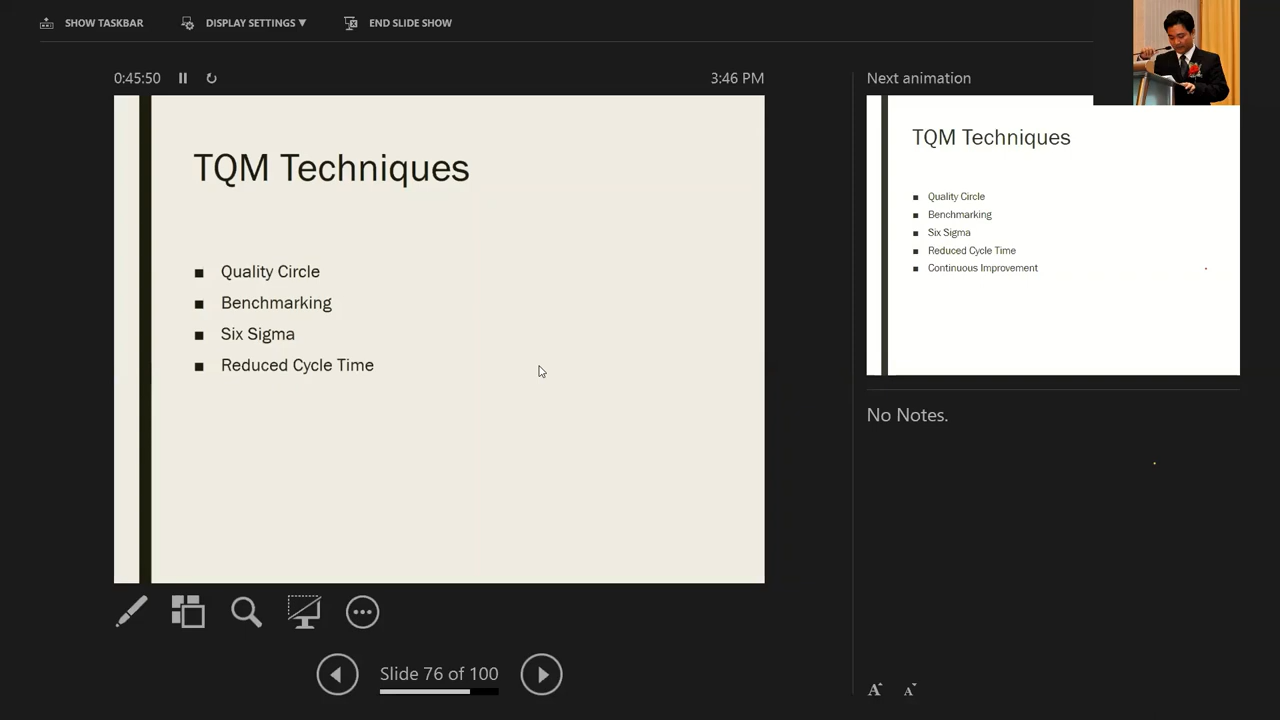 SHOW TASKBAR
DISPLAY SETTINGS ▼
END SLIDE SHOW
0:45:50
3:46 PM
TQM Techniques
■ Quality Circle
■ Benchmarking
■ Six Sigma
■ Reduced Cycle Time
Slide 76 of 100
Next animation
TQM Techniques
■ Quality Circle
■ Benchmarking
■ Six Sigma
■ Reduced Cycle Time
■ Continuous Improvement
No Notes.
A A